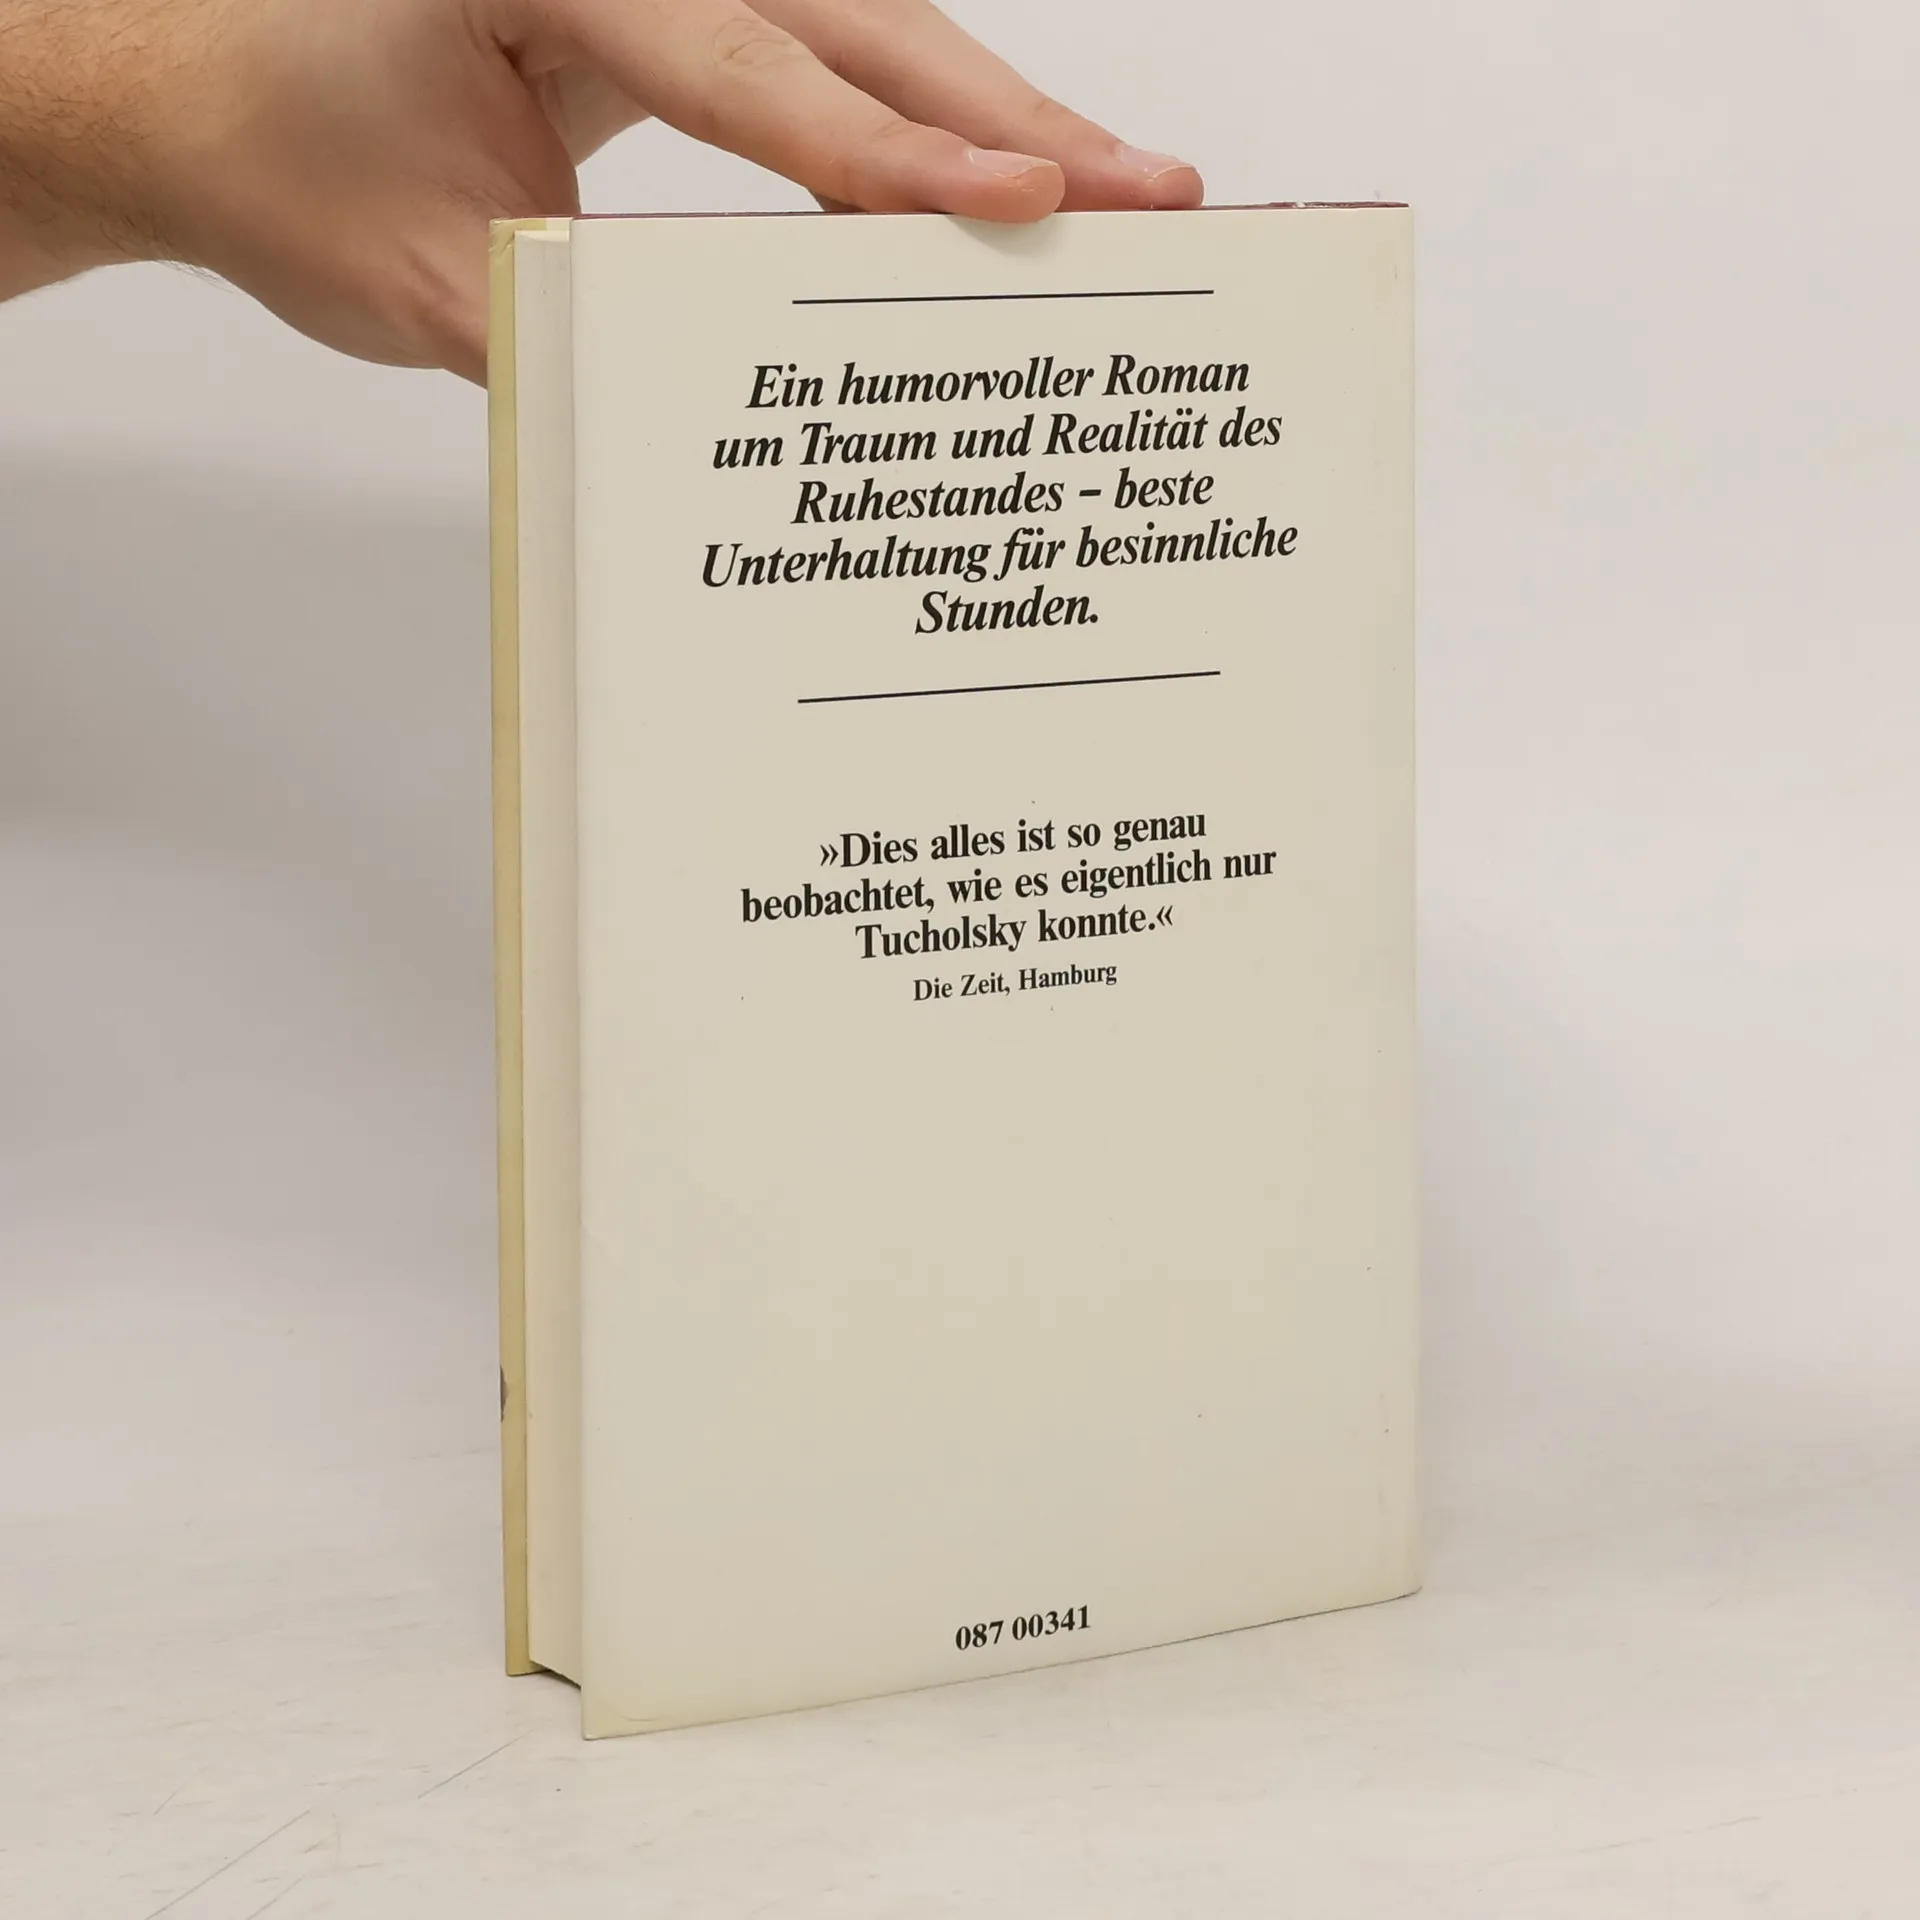 Ein humorvoller Roman
um Traum und Realität des
Ruhestandes – beste
Unterhaltung für besinnliche
Stunden.
»Dies alles ist so genau
beobachtet, wie es eigentlich nur
Tucholsky konnte.«
Die Zeit, Hamburg
087 00341